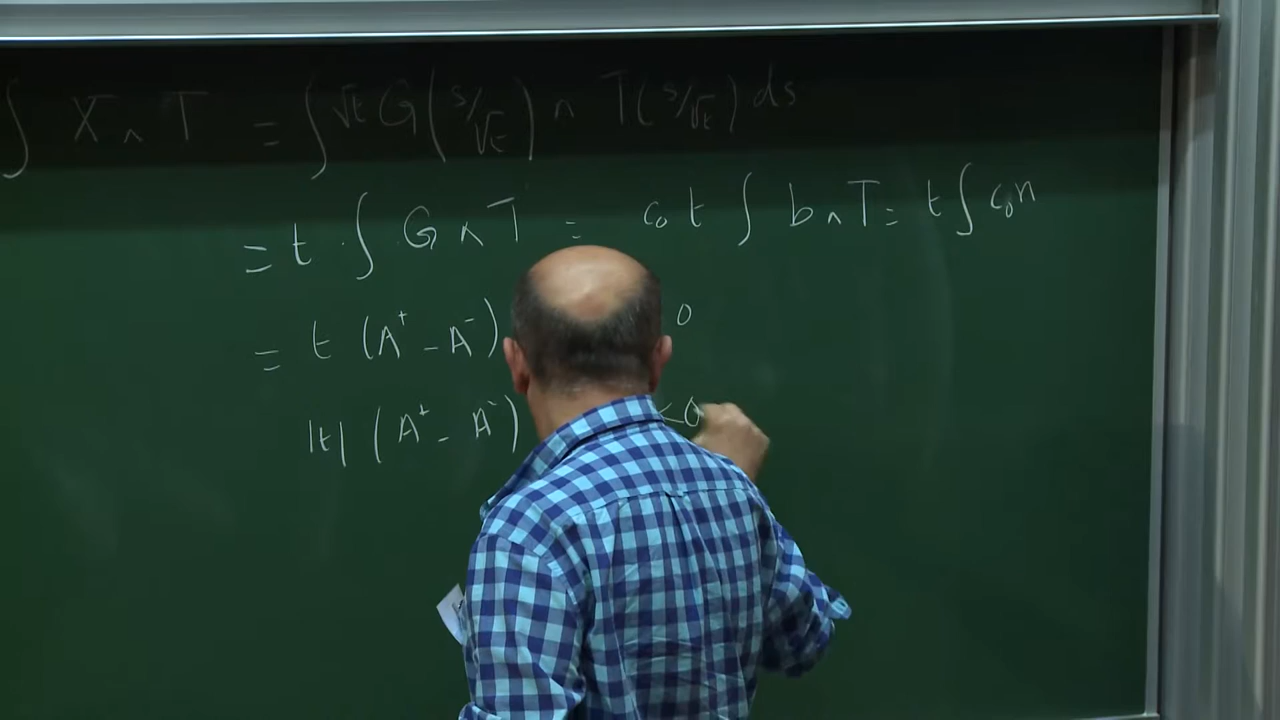 ∫ X ∧ T = ∫ √t G(s/√t) ∧ T(s/√t) ds
= t . ∫ G ∧ T = c₀ t ∫ b ∧ T = t ∫ c₀ n
= t (A⁺ - A⁻) 0
|t| (A⁺ - A⁻) <0